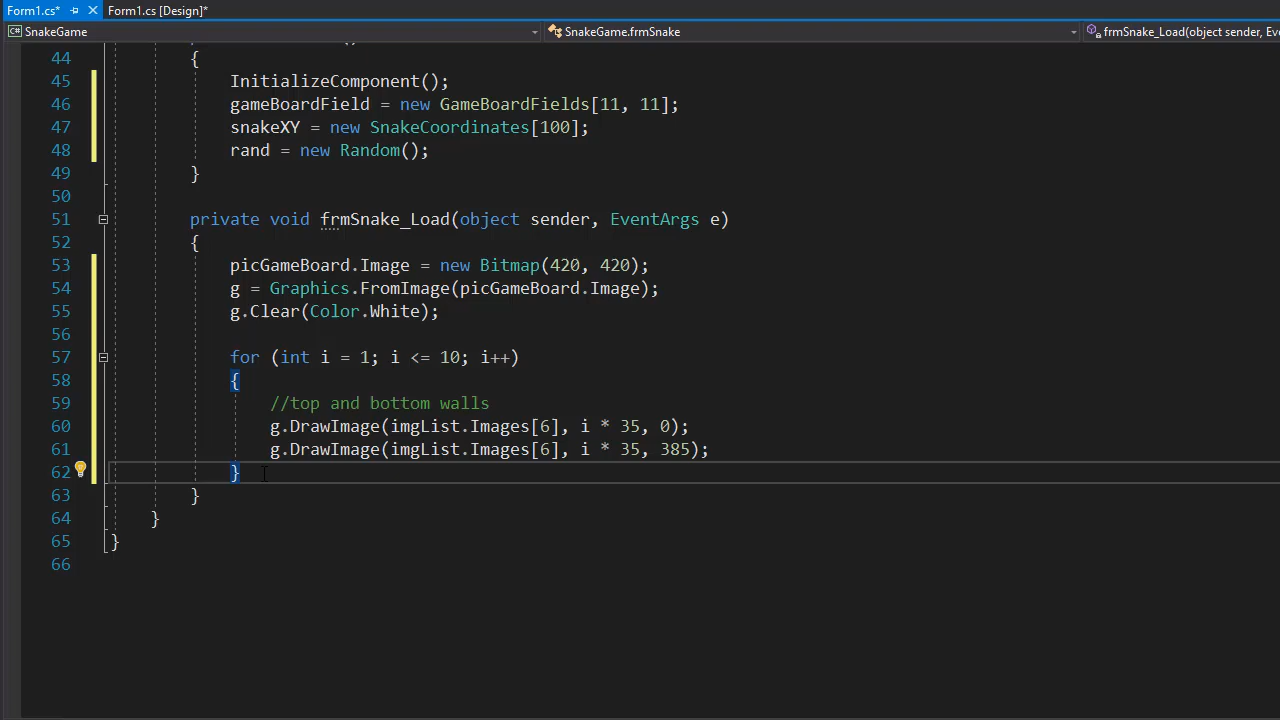 Form1.cs* Form1.cs [Design]*
SnakeGame SnakeGame.frmSnake frmSnake_Load(object sender, Eve
44 {
45 InitializeComponent();
46 gameBoardField = new GameBoardFields[11, 11];
47 snakeXY = new SnakeCoordinates[100];
48 rand = new Random();
49 }
50
51 private void frmSnake_Load(object sender, EventArgs e)
52 {
53 picGameBoard.Image = new Bitmap(420, 420);
54 g = Graphics.FromImage(picGameBoard.Image);
55 g.Clear(Color.White);
56
57 for (int i = 1; i <= 10; i++)
58 {
59 //top and bottom walls
60 g.DrawImage(imgList.Images[6], i * 35, 0);
61 g.DrawImage(imgList.Images[6], i * 35, 385);
62 }
63 }
64 }
65 }
66